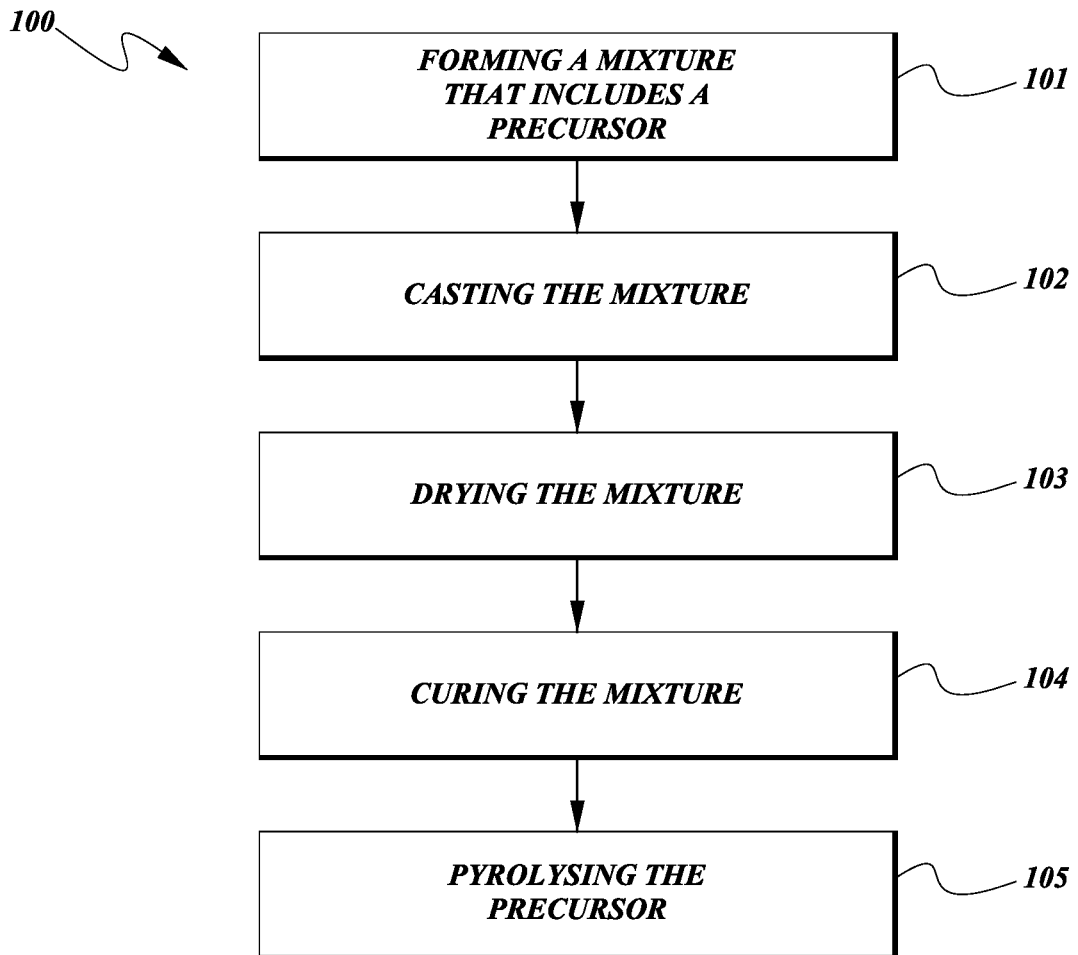 100
FORMING A MIXTURE
THAT INCLUDES A
PRECURSOR
101
CASTING THE MIXTURE
102
DRYING THE MIXTURE
103
CURING THE MIXTURE
104
PYROLYSING THE
PRECURSOR
105